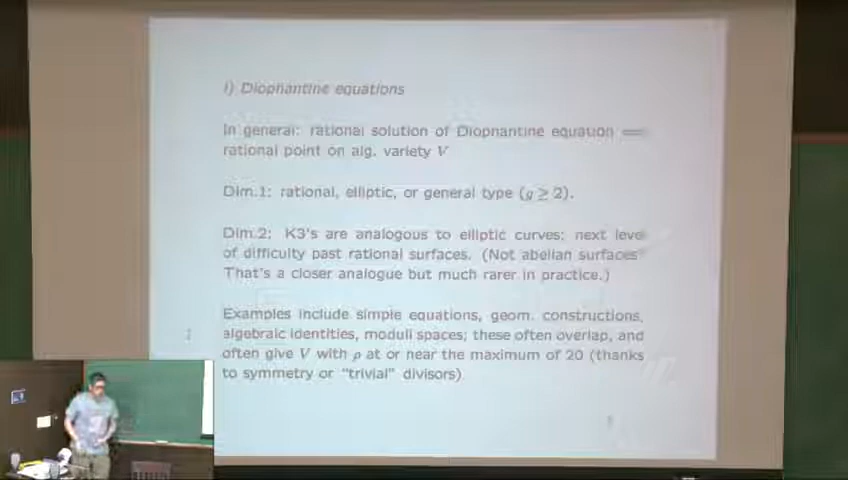 i) Diophantine equations
In general: rational solution of Diophantine equation ⟺
rational point on alg. variety V
Dim.1: rational, elliptic, or general type (g ≥ 2).
Dim.2: K3's are analogous to elliptic curves: next level
of difficulty past rational surfaces. (Not abelian surfaces?
That's a closer analogue but much rarer in practice.)
Examples include simple equations, geom. constructions,
algebraic identities, moduli spaces; these often overlap, and
often give V with ρ at or near the maximum of 20 (thanks
to symmetry or "trivial" divisors)